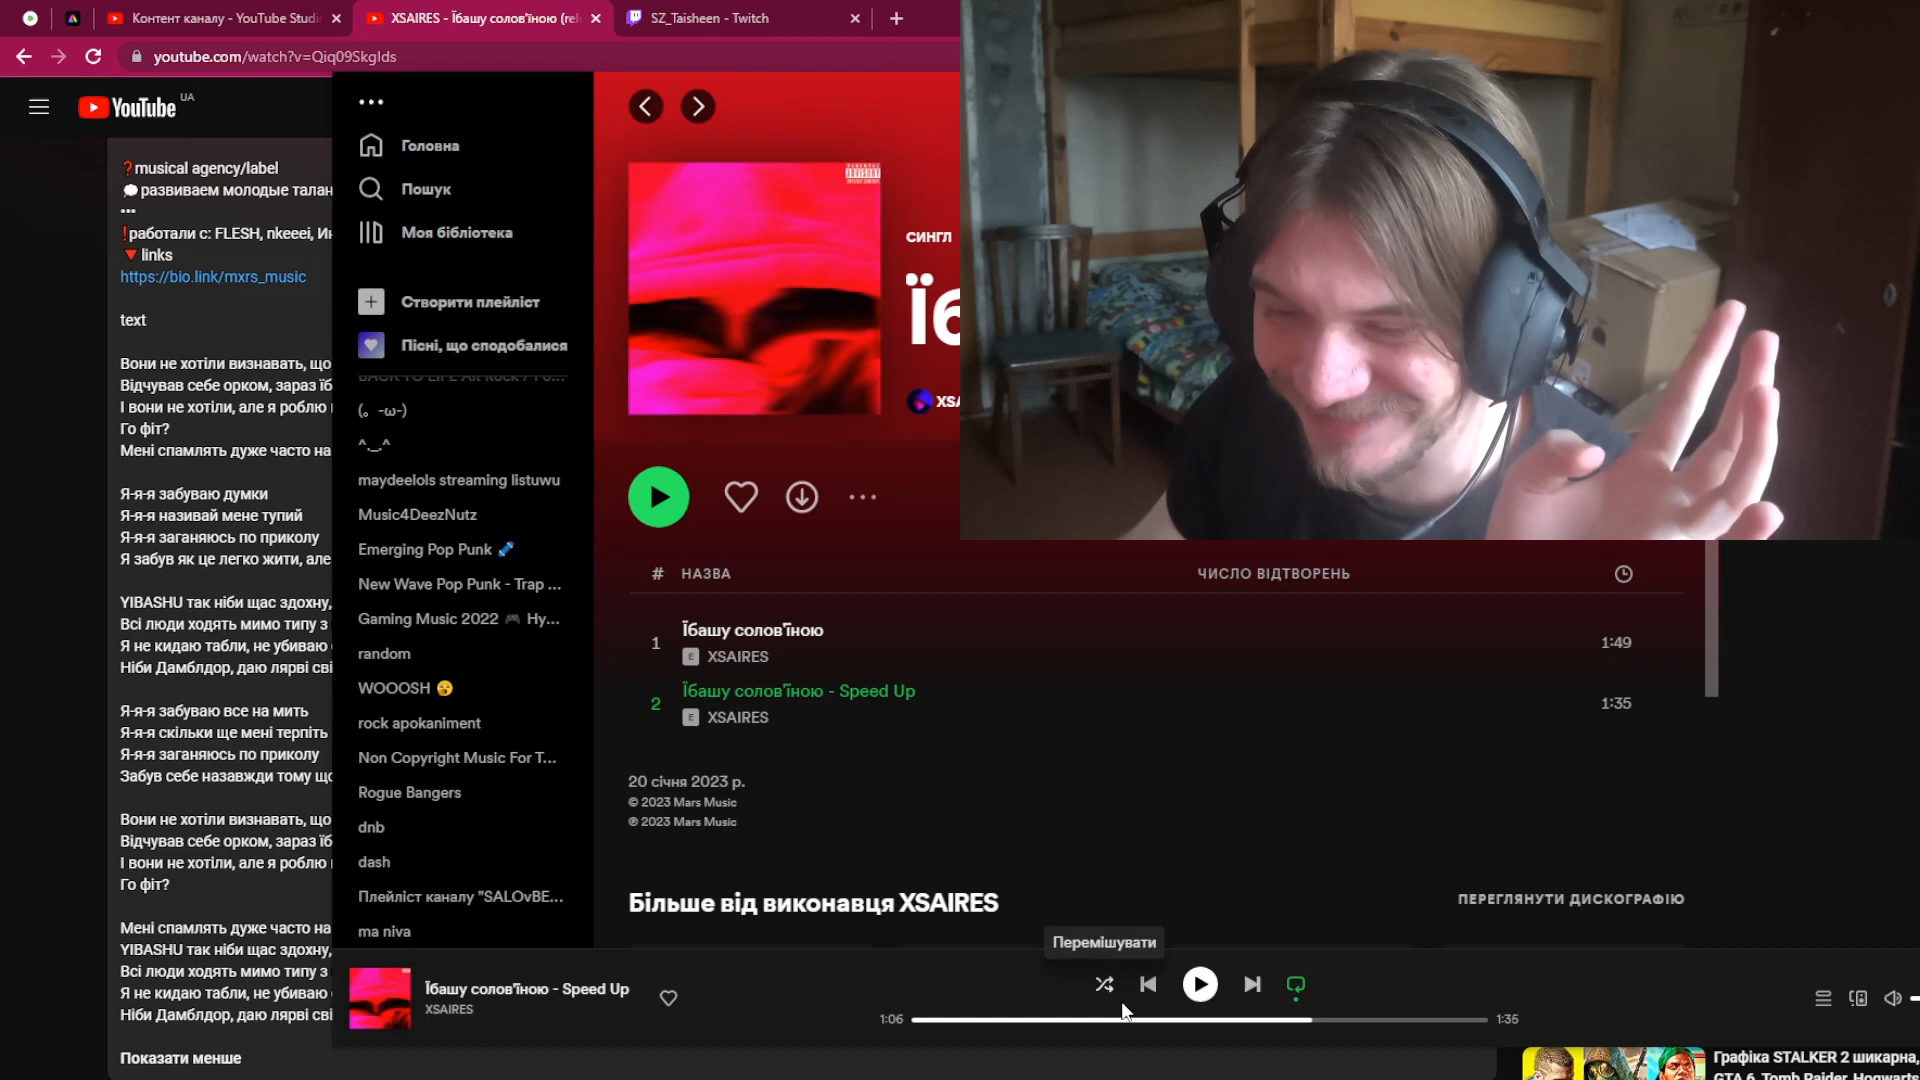 Контент каналу - YouTube Studi
XSAIRES - Їбашу солов'їною (rel
SZ_Taisheen - Twitch
youtube.com/watch?v=Qiq09Skglds
YouTube UA
❓musical agency/label
💭развиваем молодые талан
•••
❗работали с: FLESH, nkeeei, Ин
🔻links
https://bio.link/mxrs_music
text
Вони не хотіли визнавать, що
Відчував себе орком, зараз їб
І вони не хотіли, але я роблю
Го фіт?
Мені спамлять дуже часто на
Я-я-я забуваю думки
Я-я-я називай мене тупий
Я-я-я заганяюсь по приколу
Я забув як це легко жити, але
YIBASHU так ніби щас здохну,
Всі люди ходять мимо типу з
Я не кидаю табли, не убиваю
Ніби Дамблдор, даю лярві сві
Я-я-я забуваю все на мить
Я-я-я скільки ще мені терпіть
Я-я-я заганяюсь по приколу
Забув себе назавжди тому що
Вони не хотіли визнавать, що
Відчував себе орком, зараз їб
І вони не хотіли, але я роблю
Го фіт?
Мені спамлять дуже часто на
YIBASHU так ніби щас здохну,
Всі люди ходять мимо типу з
Я не кидаю табли, не убиваю
Ніби Дамблдор, даю лярві сві
Показати менше
Головна
Пошук
Моя бібліотека
Створити плейліст
Пісні, що сподобалися
(。-ω-)
^._.^
maydeelols streaming listuwu
Music4DeezNutz
Emerging Pop Punk 🧷
New Wave Pop Punk - Trap ...
Gaming Music 2022 🎮 Hy...
random
WOOOSH 😵
rock apokaniment
Non Copyright Music For T...
Rogue Bangers
dnb
dash
Плейліст каналу "SALOvBE...
ma niva
СИНГЛ
Їб
XSA
# НАЗВА ЧИСЛО ВІДТВОРЕНЬ
1 Їбашу солов'їною 1:49
E XSAIRES
2 Їбашу солов'їною - Speed Up 1:35
E XSAIRES
20 січня 2023 р.
© 2023 Mars Music
℗ 2023 Mars Music
Більше від виконавця XSAIRES
ПЕРЕГЛЯНУТИ ДИСКОГРАФІЮ
Перемішувати
Їбашу солов'їною - Speed Up
XSAIRES
1:06
1:35
Графіка STALKER 2 шикарна,
GTA 6, Tomb Raider, Hogwarts